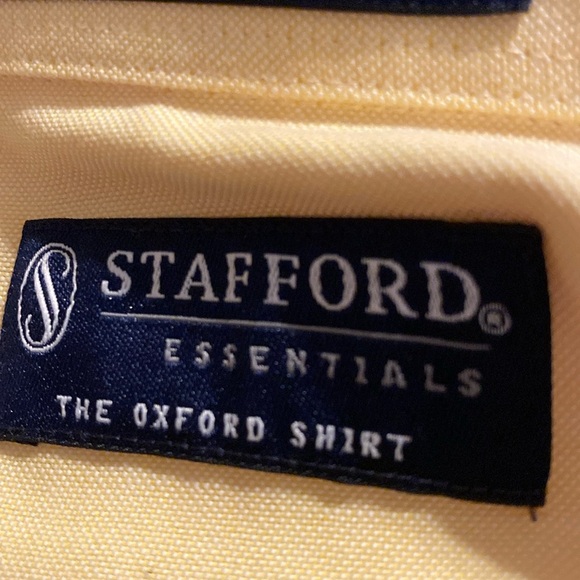 S STAFFORD®
ESSENTIALS
THE OXFORD SHIRT